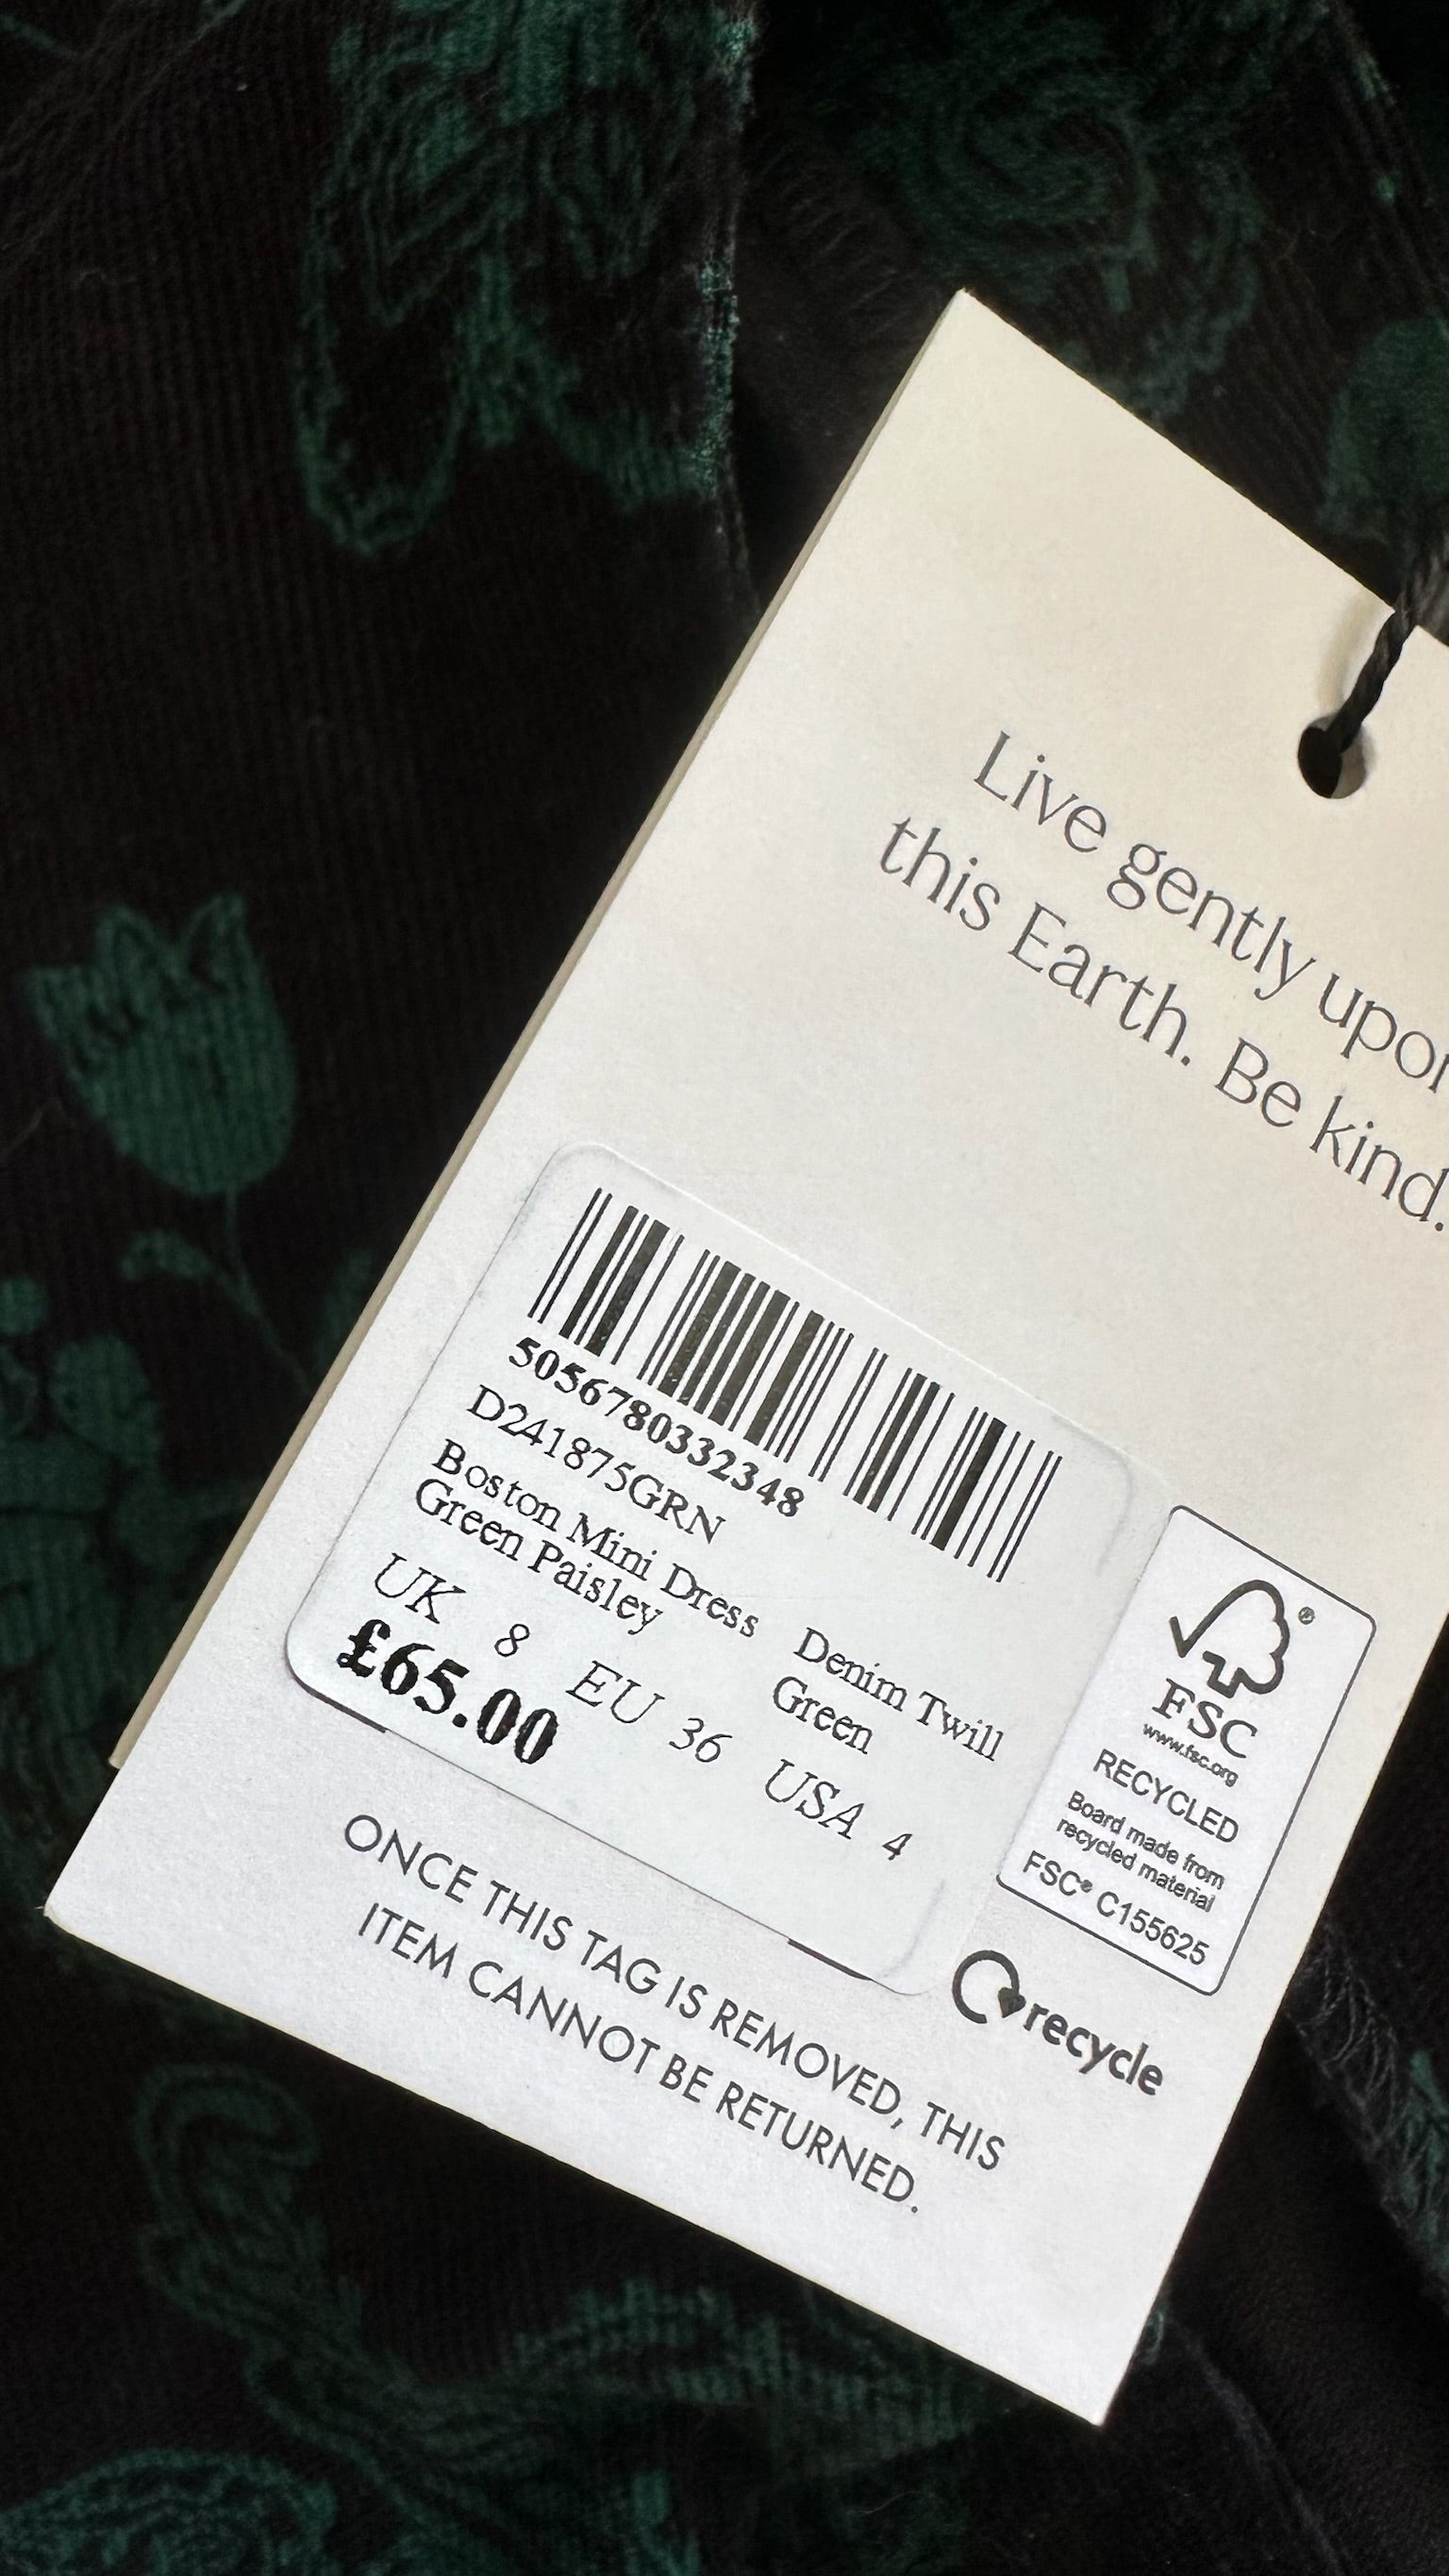 Live gently upon
this Earth. Be kind.
5056780332348
D241875GRN
Boston Mini Dress Denim Twill
Green Paisley Green
UK 8 EU 36 USA 4
£65.00
FSC
www.fsc.org
RECYCLED
Board made from
recycled material
FSC® C155625
recycle
ONCE THIS TAG IS REMOVED, THIS
ITEM CANNOT BE RETURNED.